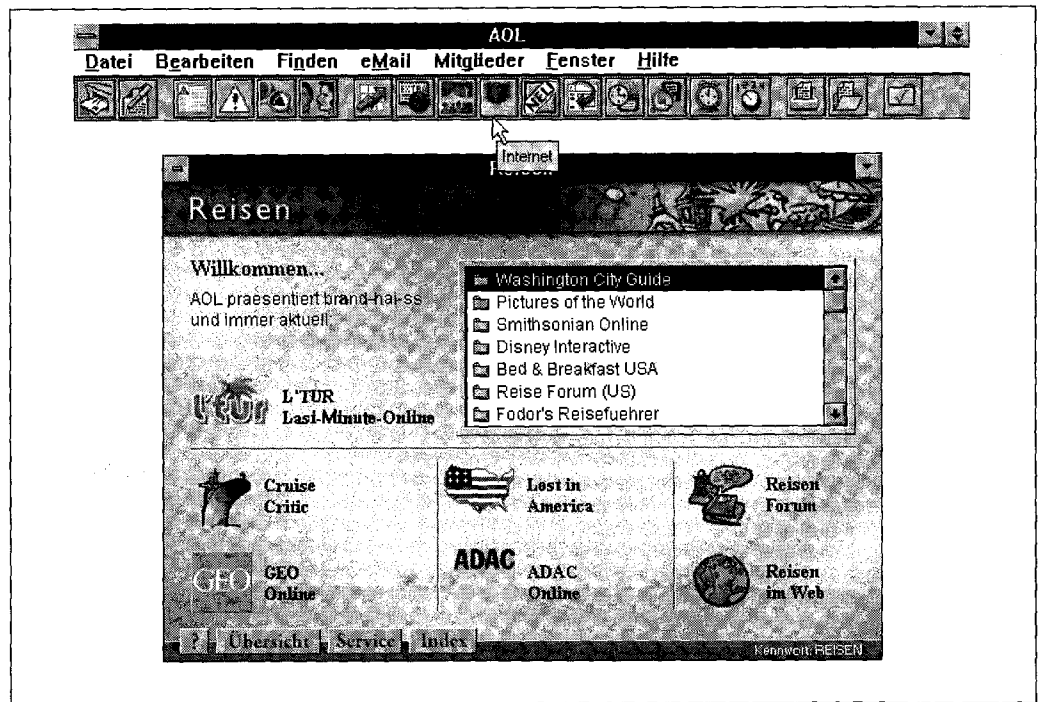 AOL
Datei Bearbeiten Finden eMail Mitglieder Fenster Hilfe
NEU!
Internet
Reisen
Willkommen...
AOL praesentiert brand-hei-ss
und immer aktuell:
L'TUR
L'TUR
Last-Minute-Online
Washington City Guide
Pictures of the World
Smithsonian Online
Disney Interactive
Bed & Breakfast USA
Reise Forum (US)
Fodor's Reisefuehrer
Cruise
Critic
Lost in
America
Reisen
Forum
GEO
GEO
Online
ADAC
ADAC
Online
Reisen
im Web
? Übersicht Service Index
Kennwort: REISEN